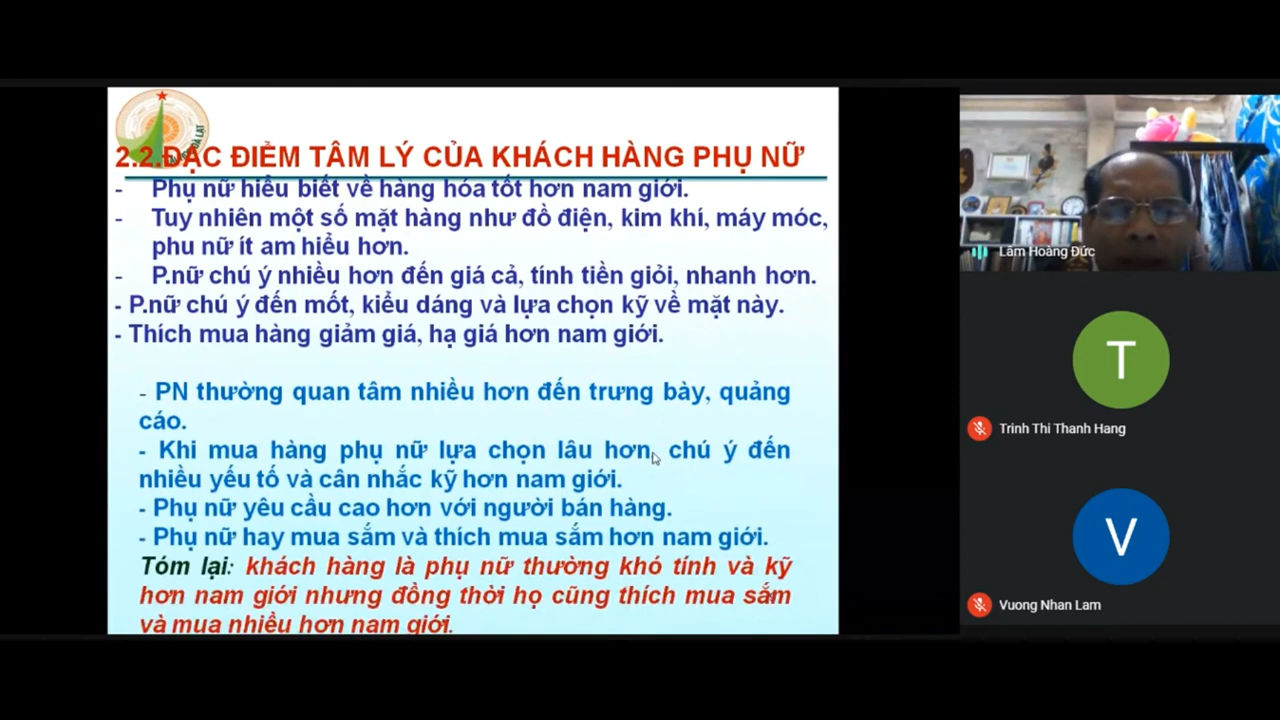 2.2.ĐẶC ĐIỂM TÂM LÝ CỦA KHÁCH HÀNG PHỤ NỮ
- Phụ nữ hiểu biết về hàng hóa tốt hơn nam giới.
- Tuy nhiên một số mặt hàng như đồ điện, kim khí, máy móc,
phu nữ ít am hiểu hơn.
- P.nữ chú ý nhiều hơn đến giá cả, tính tiền giỏi, nhanh hơn.
- P.nữ chú ý đến mốt, kiểu dáng và lựa chọn kỹ về mặt này.
- Thích mua hàng giảm giá, hạ giá hơn nam giới.
- PN thường quan tâm nhiều hơn đến trưng bày, quảng
cáo.
- Khi mua hàng phụ nữ lựa chọn lâu hơn, chú ý đến
nhiều yếu tố và cân nhắc kỹ hơn nam giới.
- Phụ nữ yêu cầu cao hơn với người bán hàng.
- Phụ nữ hay mua sắm và thích mua sắm hơn nam giới.
Tóm lại: khách hàng là phụ nữ thường khó tính và kỹ
hơn nam giới nhưng đồng thời họ cũng thích mua sắm
và mua nhiều hơn nam giới.
Lâm Hoàng Đức
T
Trinh Thi Thanh Hang
V
Vuong Nhan Lam